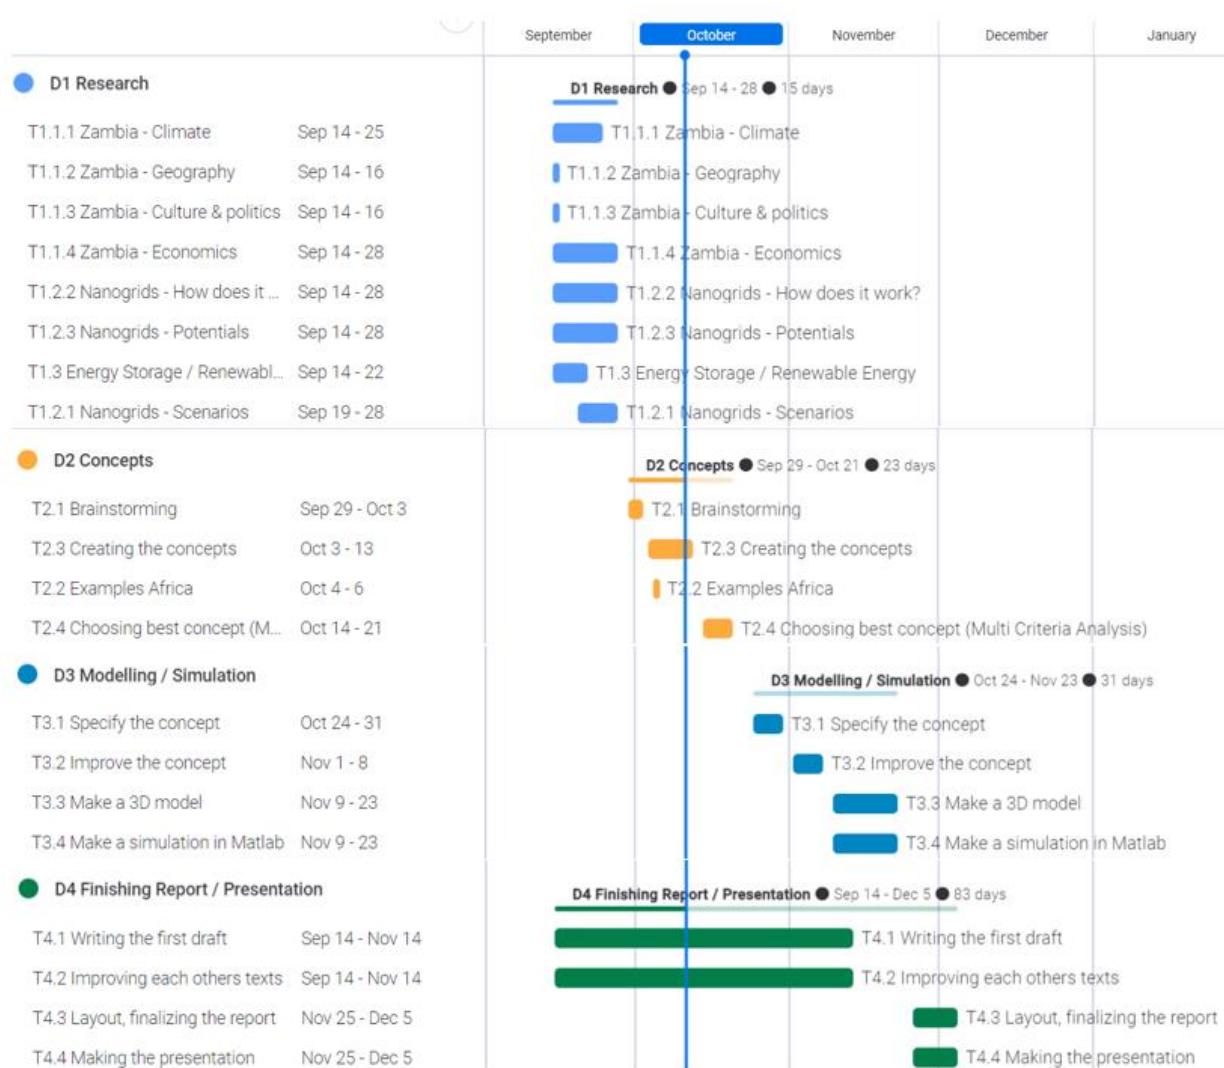 September October November December January
D1 Research D1 Research ● Sep 14 - 28 ● 15 days
T1.1.1 Zambia - Climate Sep 14 - 25 T1.1.1 Zambia - Climate
T1.1.2 Zambia - Geography Sep 14 - 16 T1.1.2 Zambia - Geography
T1.1.3 Zambia - Culture & politics Sep 14 - 16 T1.1.3 Zambia - Culture & politics
T1.1.4 Zambia - Economics Sep 14 - 28 T1.1.4 Zambia - Economics
T1.2.2 Nanogrids - How does it ... Sep 14 - 28 T1.2.2 Nanogrids - How does it work?
T1.2.3 Nanogrids - Potentials Sep 14 - 28 T1.2.3 Nanogrids - Potentials
T1.3 Energy Storage / Renewabl... Sep 14 - 22 T1.3 Energy Storage / Renewable Energy
T1.2.1 Nanogrids - Scenarios Sep 19 - 28 T1.2.1 Nanogrids - Scenarios
D2 Concepts D2 Concepts ● Sep 29 - Oct 21 ● 23 days
T2.1 Brainstorming Sep 29 - Oct 3 T2.1 Brainstorming
T2.3 Creating the concepts Oct 3 - 13 T2.3 Creating the concepts
T2.2 Examples Africa Oct 4 - 6 T2.2 Examples Africa
T2.4 Choosing best concept (M... Oct 14 - 21 T2.4 Choosing best concept (Multi Criteria Analysis)
D3 Modelling / Simulation D3 Modelling / Simulation ● Oct 24 - Nov 23 ● 31 days
T3.1 Specify the concept Oct 24 - 31 T3.1 Specify the concept
T3.2 Improve the concept Nov 1 - 8 T3.2 Improve the concept
T3.3 Make a 3D model Nov 9 - 23 T3.3 Make a 3D model
T3.4 Make a simulation in Matlab Nov 9 - 23 T3.4 Make a simulation in Matlab
D4 Finishing Report / Presentation D4 Finishing Report / Presentation ● Sep 14 - Dec 5 ● 83 days
T4.1 Writing the first draft Sep 14 - Nov 14 T4.1 Writing the first draft
T4.2 Improving each others texts Sep 14 - Nov 14 T4.2 Improving each others texts
T4.3 Layout, finalizing the report Nov 25 - Dec 5 T4.3 Layout, finalizing the report
T4.4 Making the presentation Nov 25 - Dec 5 T4.4 Making the presentation